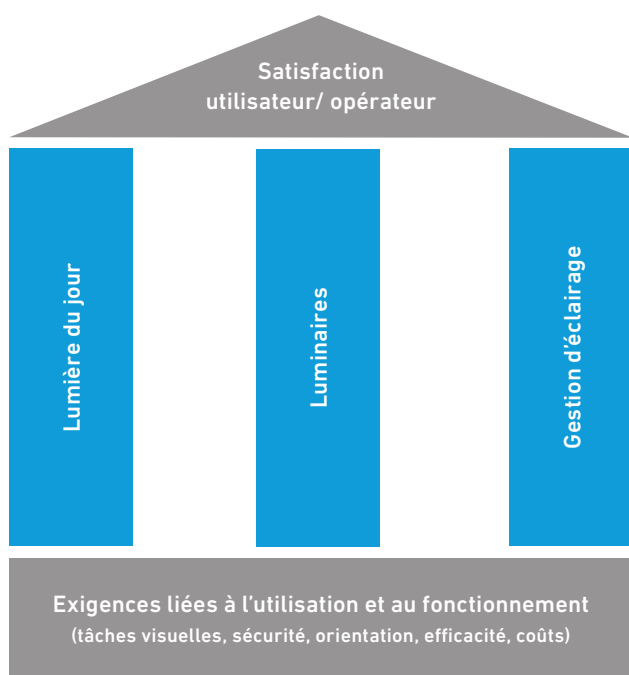 Satisfaction
utilisateur/ opérateur
Lumière du jour
Luminaires
Gestion d'éclairage
Exigences liées à l'utilisation et au fonctionnement
(tâches visuelles, sécurité, orientation, efficacité, coûts)